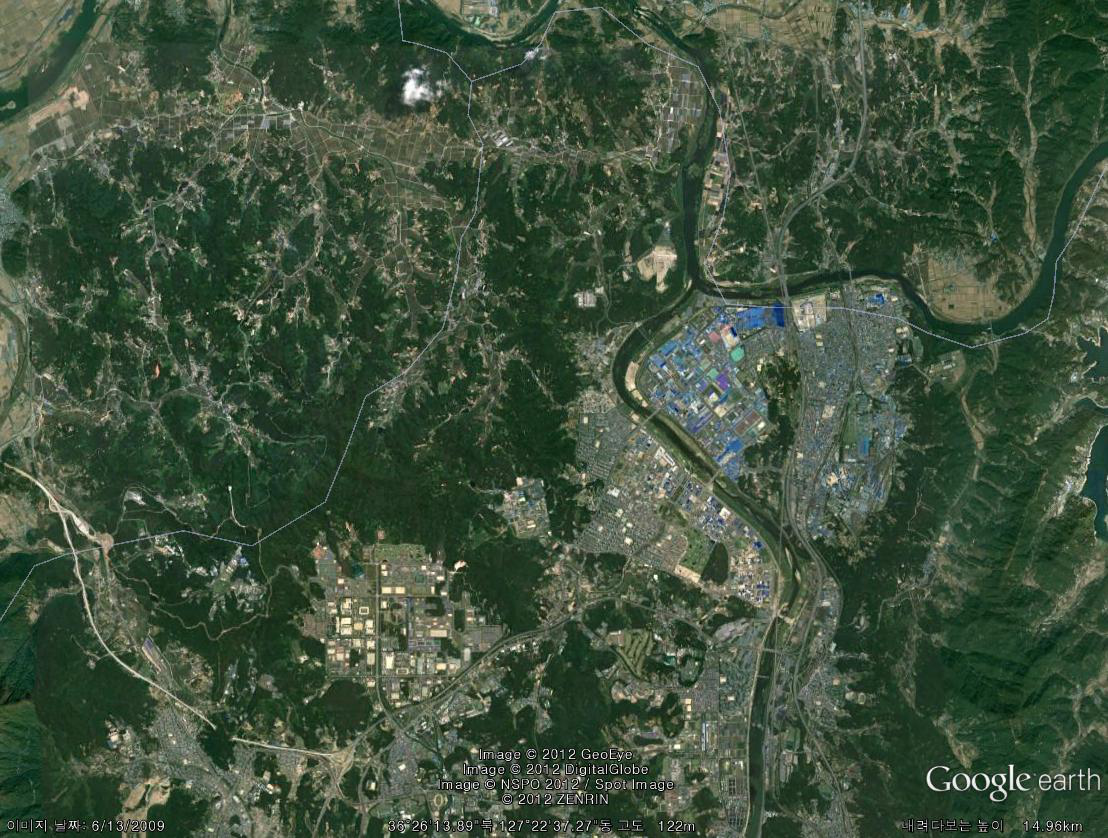 Image © 2012 GeoEye
Image © 2012 DigitalGlobe
Image © NSPO 2012 / Spot Image
© 2012 ZENRIN
Google earth
이미지 날짜: 6/13/2009 36°26'13.89"북 127°22'37.27"동 고도 122m 내려다보는 높이 14.96km